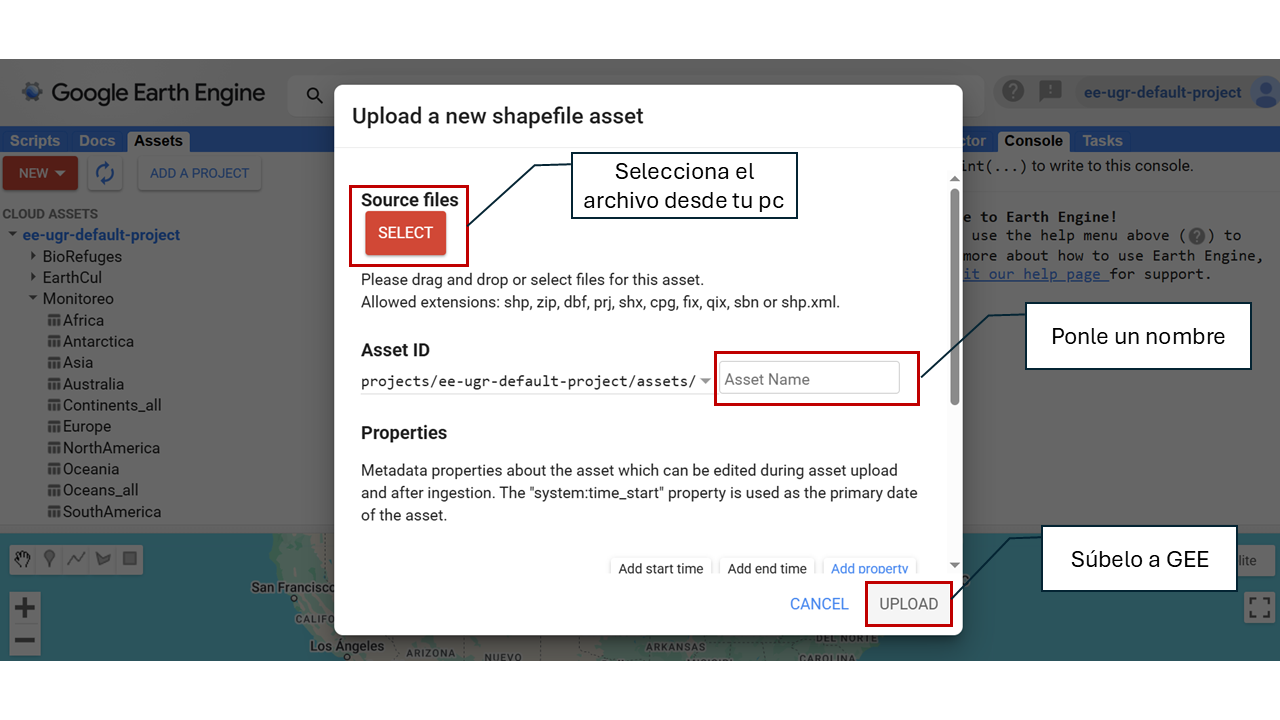 Google Earth Engine
ee-ugr-default-project
Scripts Docs Assets
NEW
ADD A PROJECT
CLOUD ASSETS
ee-ugr-default-project
BioRefuges
EarthCul
Monitoreo
Africa
Antarctica
Asia
Australia
Continents_all
Europe
NorthAmerica
Oceania
Oceans_all
SouthAmerica
Upload a new shapefile asset
Source files
SELECT
Selecciona el
archivo desde tu pc
Please drag and drop or select files for this asset.
Allowed extensions: shp, zip, dbf, prj, shx, cpg, fix, qix, sbn or shp.xml.
Asset ID
projects/ee-ugr-default-project/assets/
Asset Name
Ponle un nombre
Properties
Metadata properties about the asset which can be edited during asset upload
and after ingestion. The "system:time_start" property is used as the primary date
of the asset.
Add start time Add end time Add property
CANCEL UPLOAD
Súbelo a GEE
tor Console Tasks
int(...) to write to this console.
e to Earth Engine!
use the help menu above (?) to
more about how to use Earth Engine,
it our help page for support.
lite
San Francisco
CALIFO
Los Ángeles
ARIZONA
NUEVO
ARKANSAS
DEL NORTE
CAROLINA